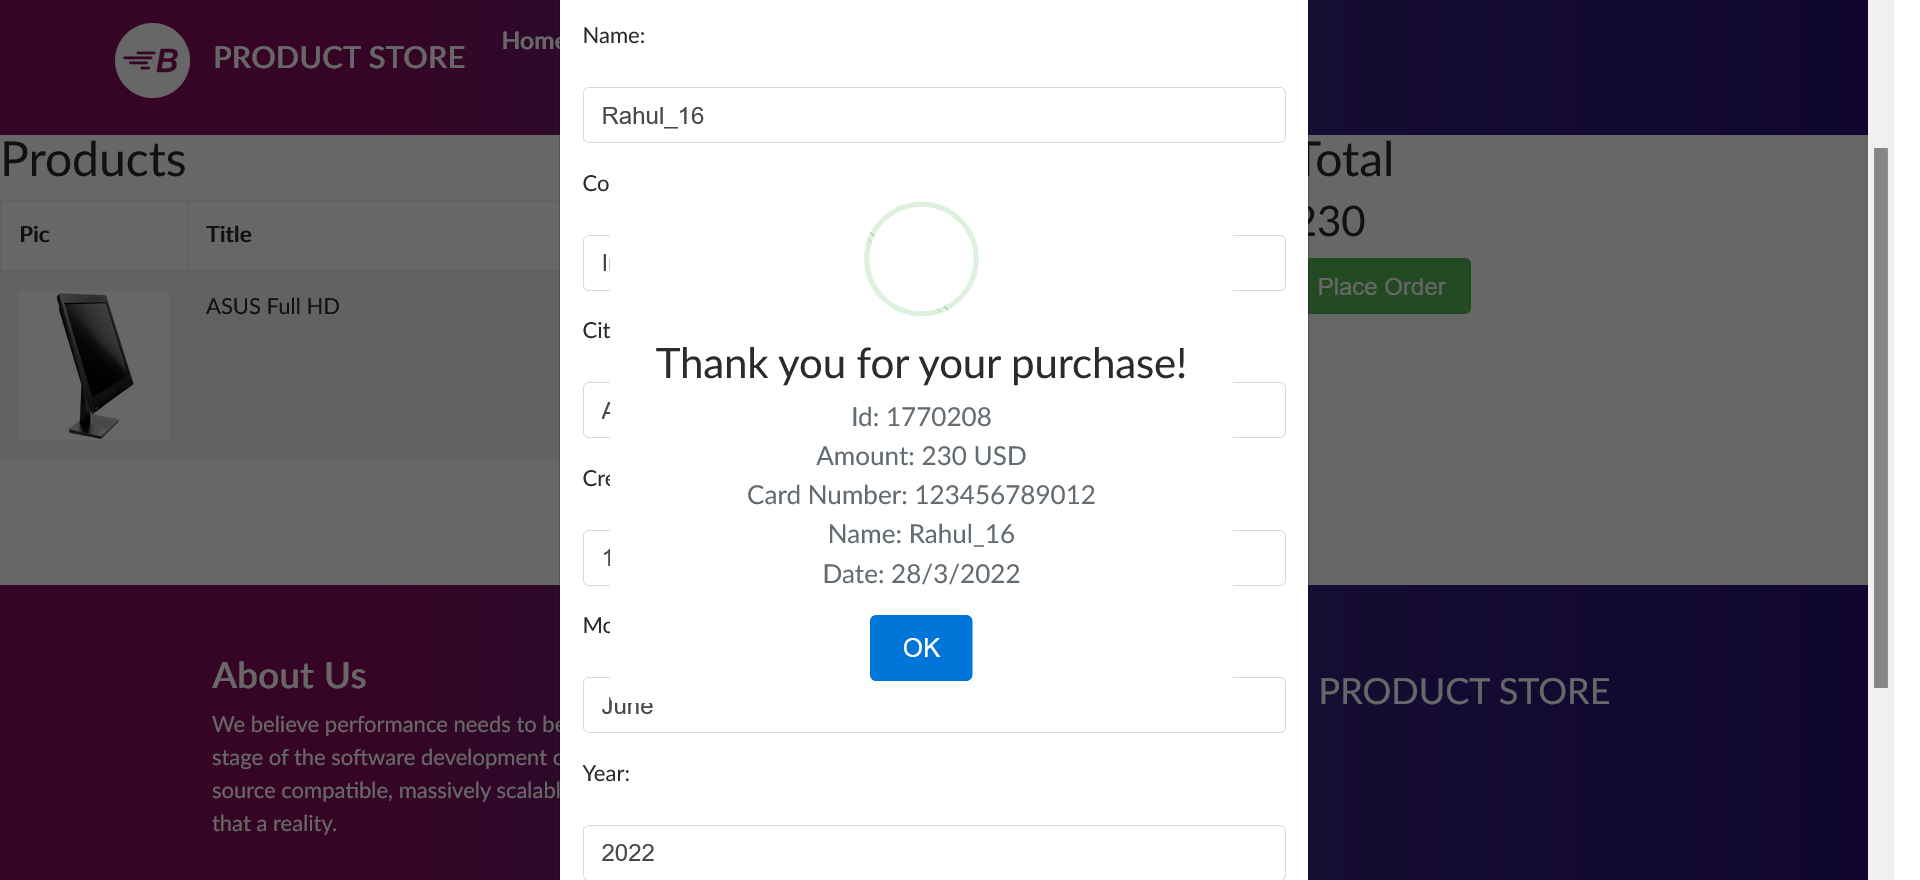 B PRODUCT STORE
Home
Products
Pic
Title
ASUS Full HD
Name:
Rahul_16
Co
Cit
Cre
Mo
June
Year:
2022
Thank you for your purchase!
Id: 1770208
Amount: 230 USD
Card Number: 123456789012
Name: Rahul_16
Date: 28/3/2022
OK
Total
230
Place Order
About Us
We believe performance needs to be
stage of the software development
source compatible, massively scalabl
that a reality.
PRODUCT STORE